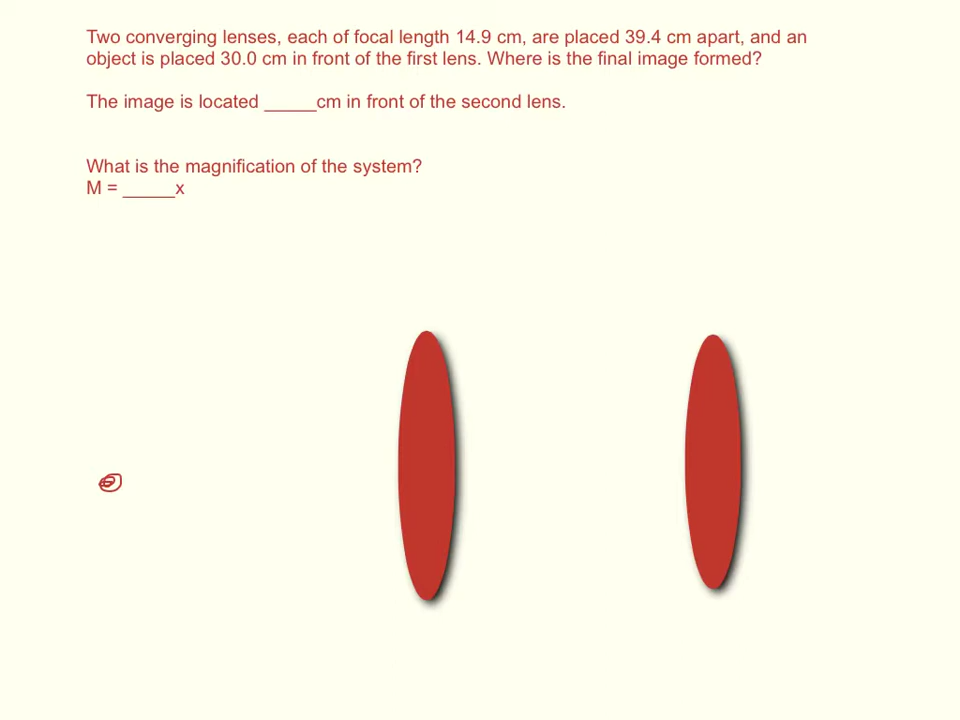 Two converging lenses, each of focal length 14.9 cm, are placed 39.4 cm apart, and an
object is placed 30.0 cm in front of the first lens. Where is the final image formed?
The image is located _____cm in front of the second lens.
What is the magnification of the system?
M = _____x